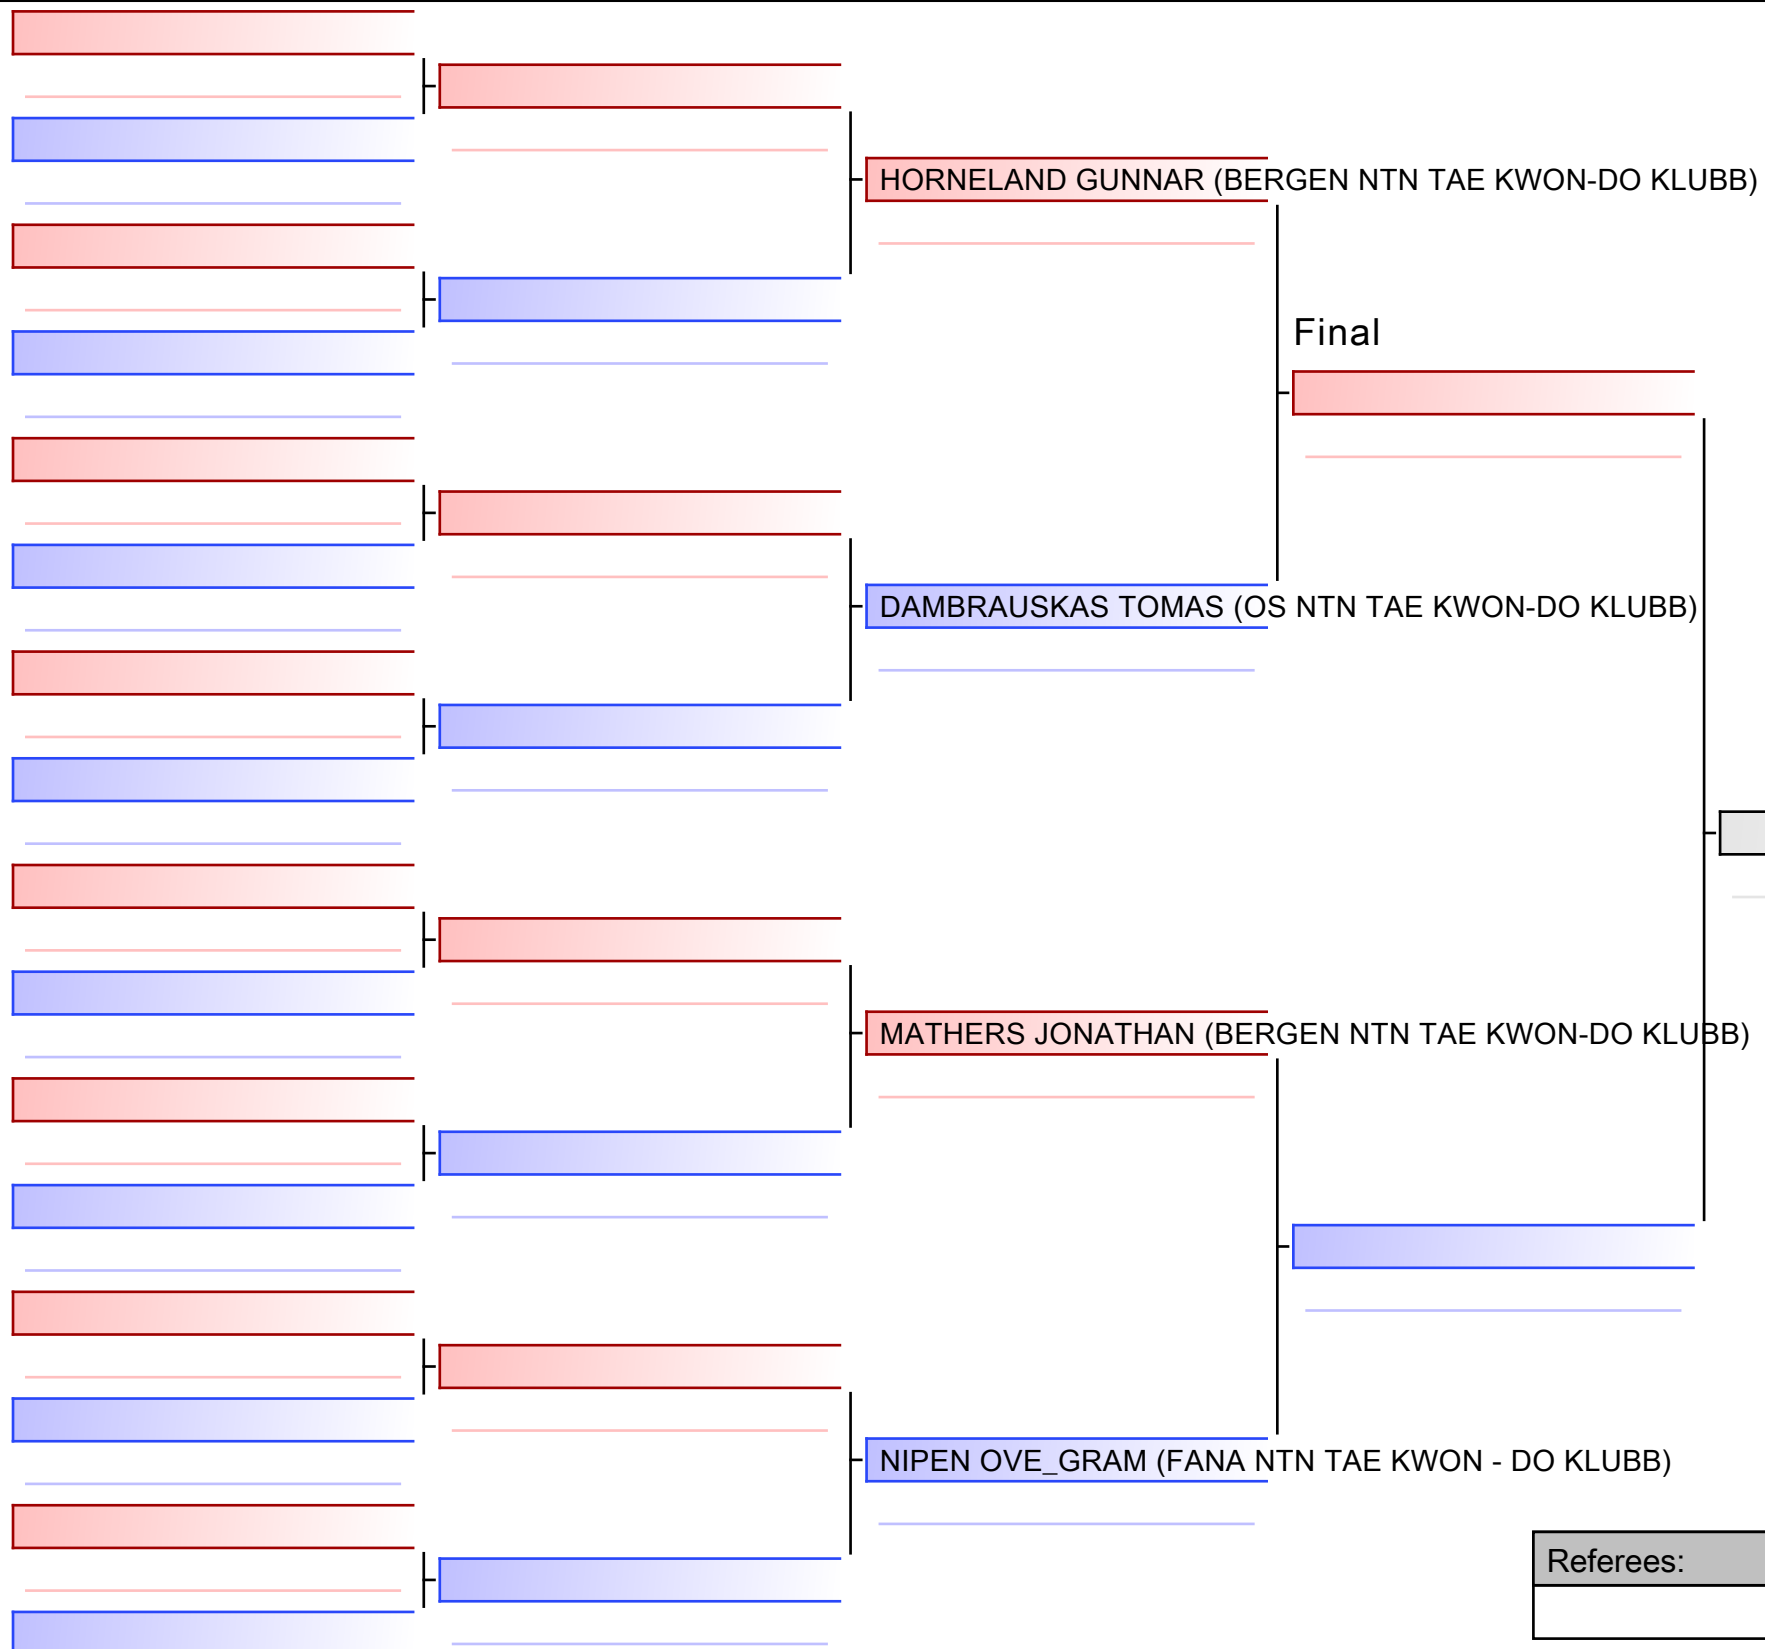 HORNELAND GUNNAR (BERGEN NTN TAE KWON-DO KLUBB)
Final
DAMBRAUSKAS TOMAS (OS NTN TAE KWON-DO KLUBB)
MATHERS JONATHAN (BERGEN NTN TAE KWON-DO KLUBB)
NIPEN OVE_GRAM (FANA NTN TAE KWON - DO KLUBB)
Referees: